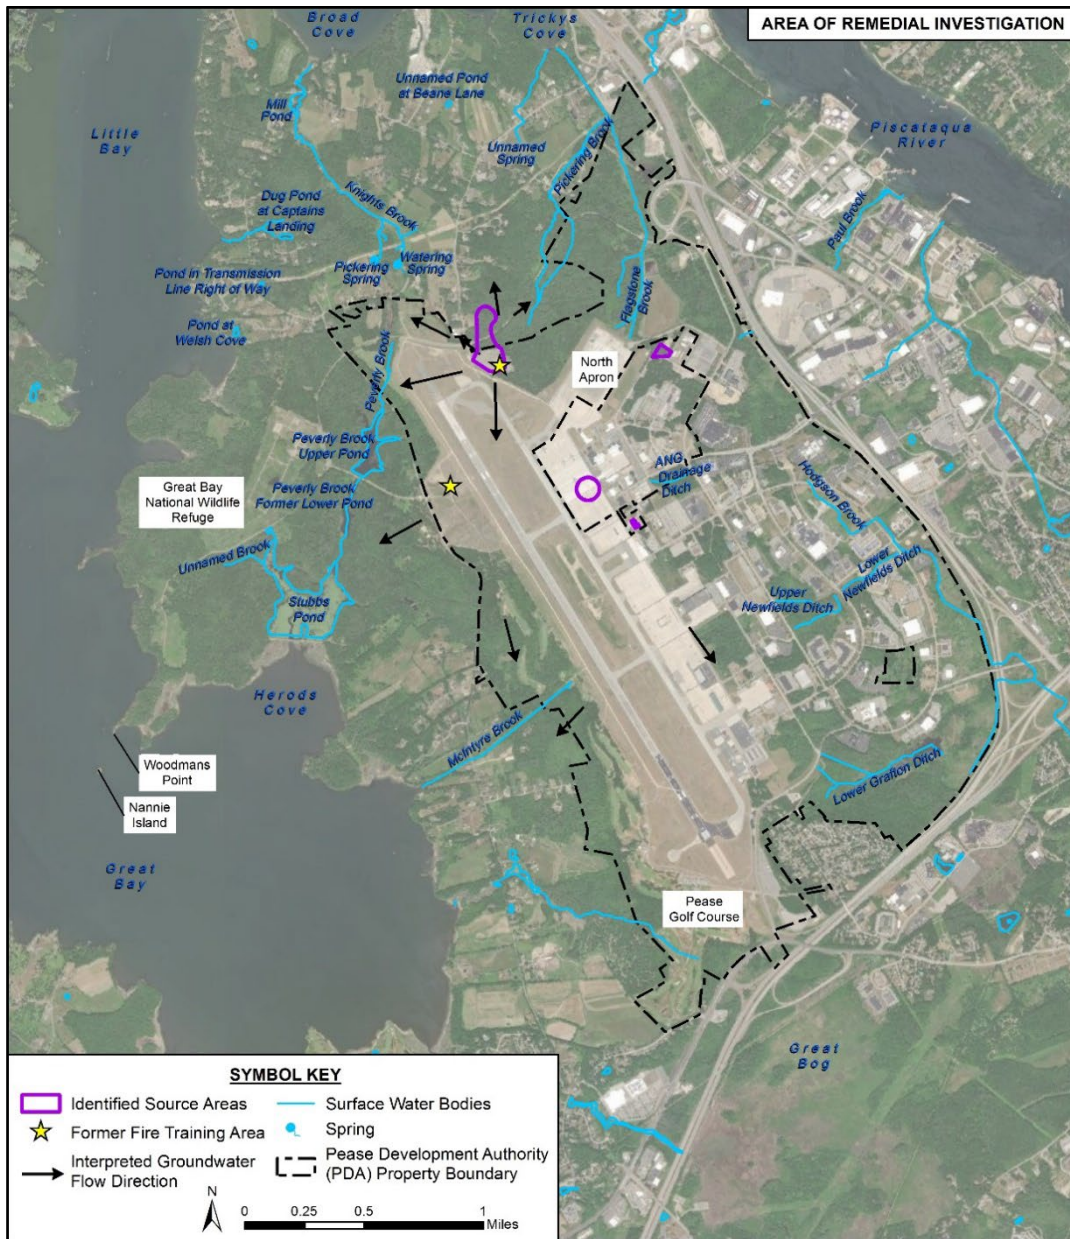 AREA OF REMEDIAL INVESTIGATION
Broad
Cove
Trickys
Cove
Unnamed Pond
at Beane Lane
Mill
Pond
Little
Bay
Piscataqua
River
Unnamed
Spring
Pickering Brook
Paul Brook
Knights Brook
Dug Pond
at Captains
Landing
Pickering
Spring
Watering
Spring
Pond in Transmission
Line Right of Way
Flagstone
Brook
Pond at
Welsh Cove
Peverly Brook
North
Apron
Peverly Brook
Upper Pond
ANG
Drainage
Ditch
Hodgson Brook
Great Bay
National Wildlife
Refuge
Peverly Brook
Former Lower Pond
Unnamed Brook
Lower
Newfields Ditch
Upper
Newfields Ditch
Stubbs
Pond
Herods
Cove
McIntyre Brook
Woodmans
Point
Lower Grafton Ditch
Nannie
Island
Great
Bay
Pease
Golf Course
Great
Bog
SYMBOL KEY
Identified Source Areas
Surface Water Bodies
Former Fire Training Area
Spring
Interpreted Groundwater
Flow Direction
Pease Development Authority
(PDA) Property Boundary
N
0 0.25 0.5 1
Miles